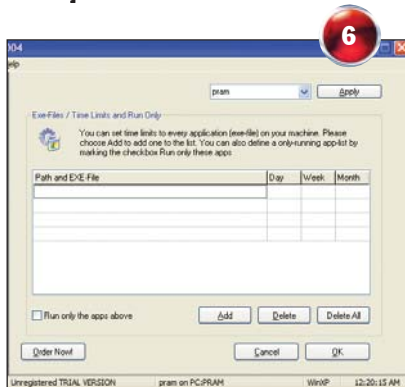 6
004
elp
pram
Apply
Exe-Files / Time Limits and Run Only
You can set time limits to every application (exe-file) on your machine. Please
choose Add to add one to the list. You can also define a only-running app-list by
marking the checkbox Run only these apps
Path and EXE-File Day Week Month
Run only the apps above Add Delete Delete All
Order Now! Cancel OK
Unregistered TRIAL VERSION pram on PC:PRAM WinXP 12:20:15 AM